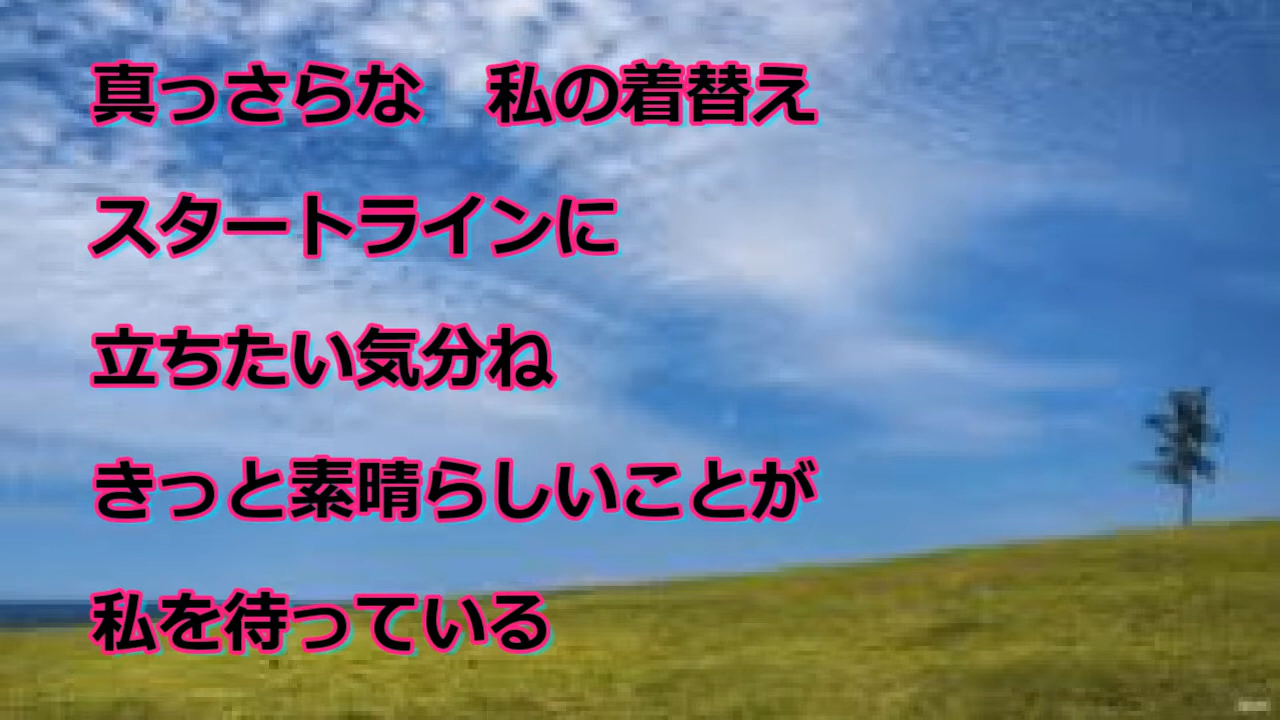 真っさらな　私の着替え
スタートラインに
立ちたい気分ね
きっと素晴らしいことが
私を待っている